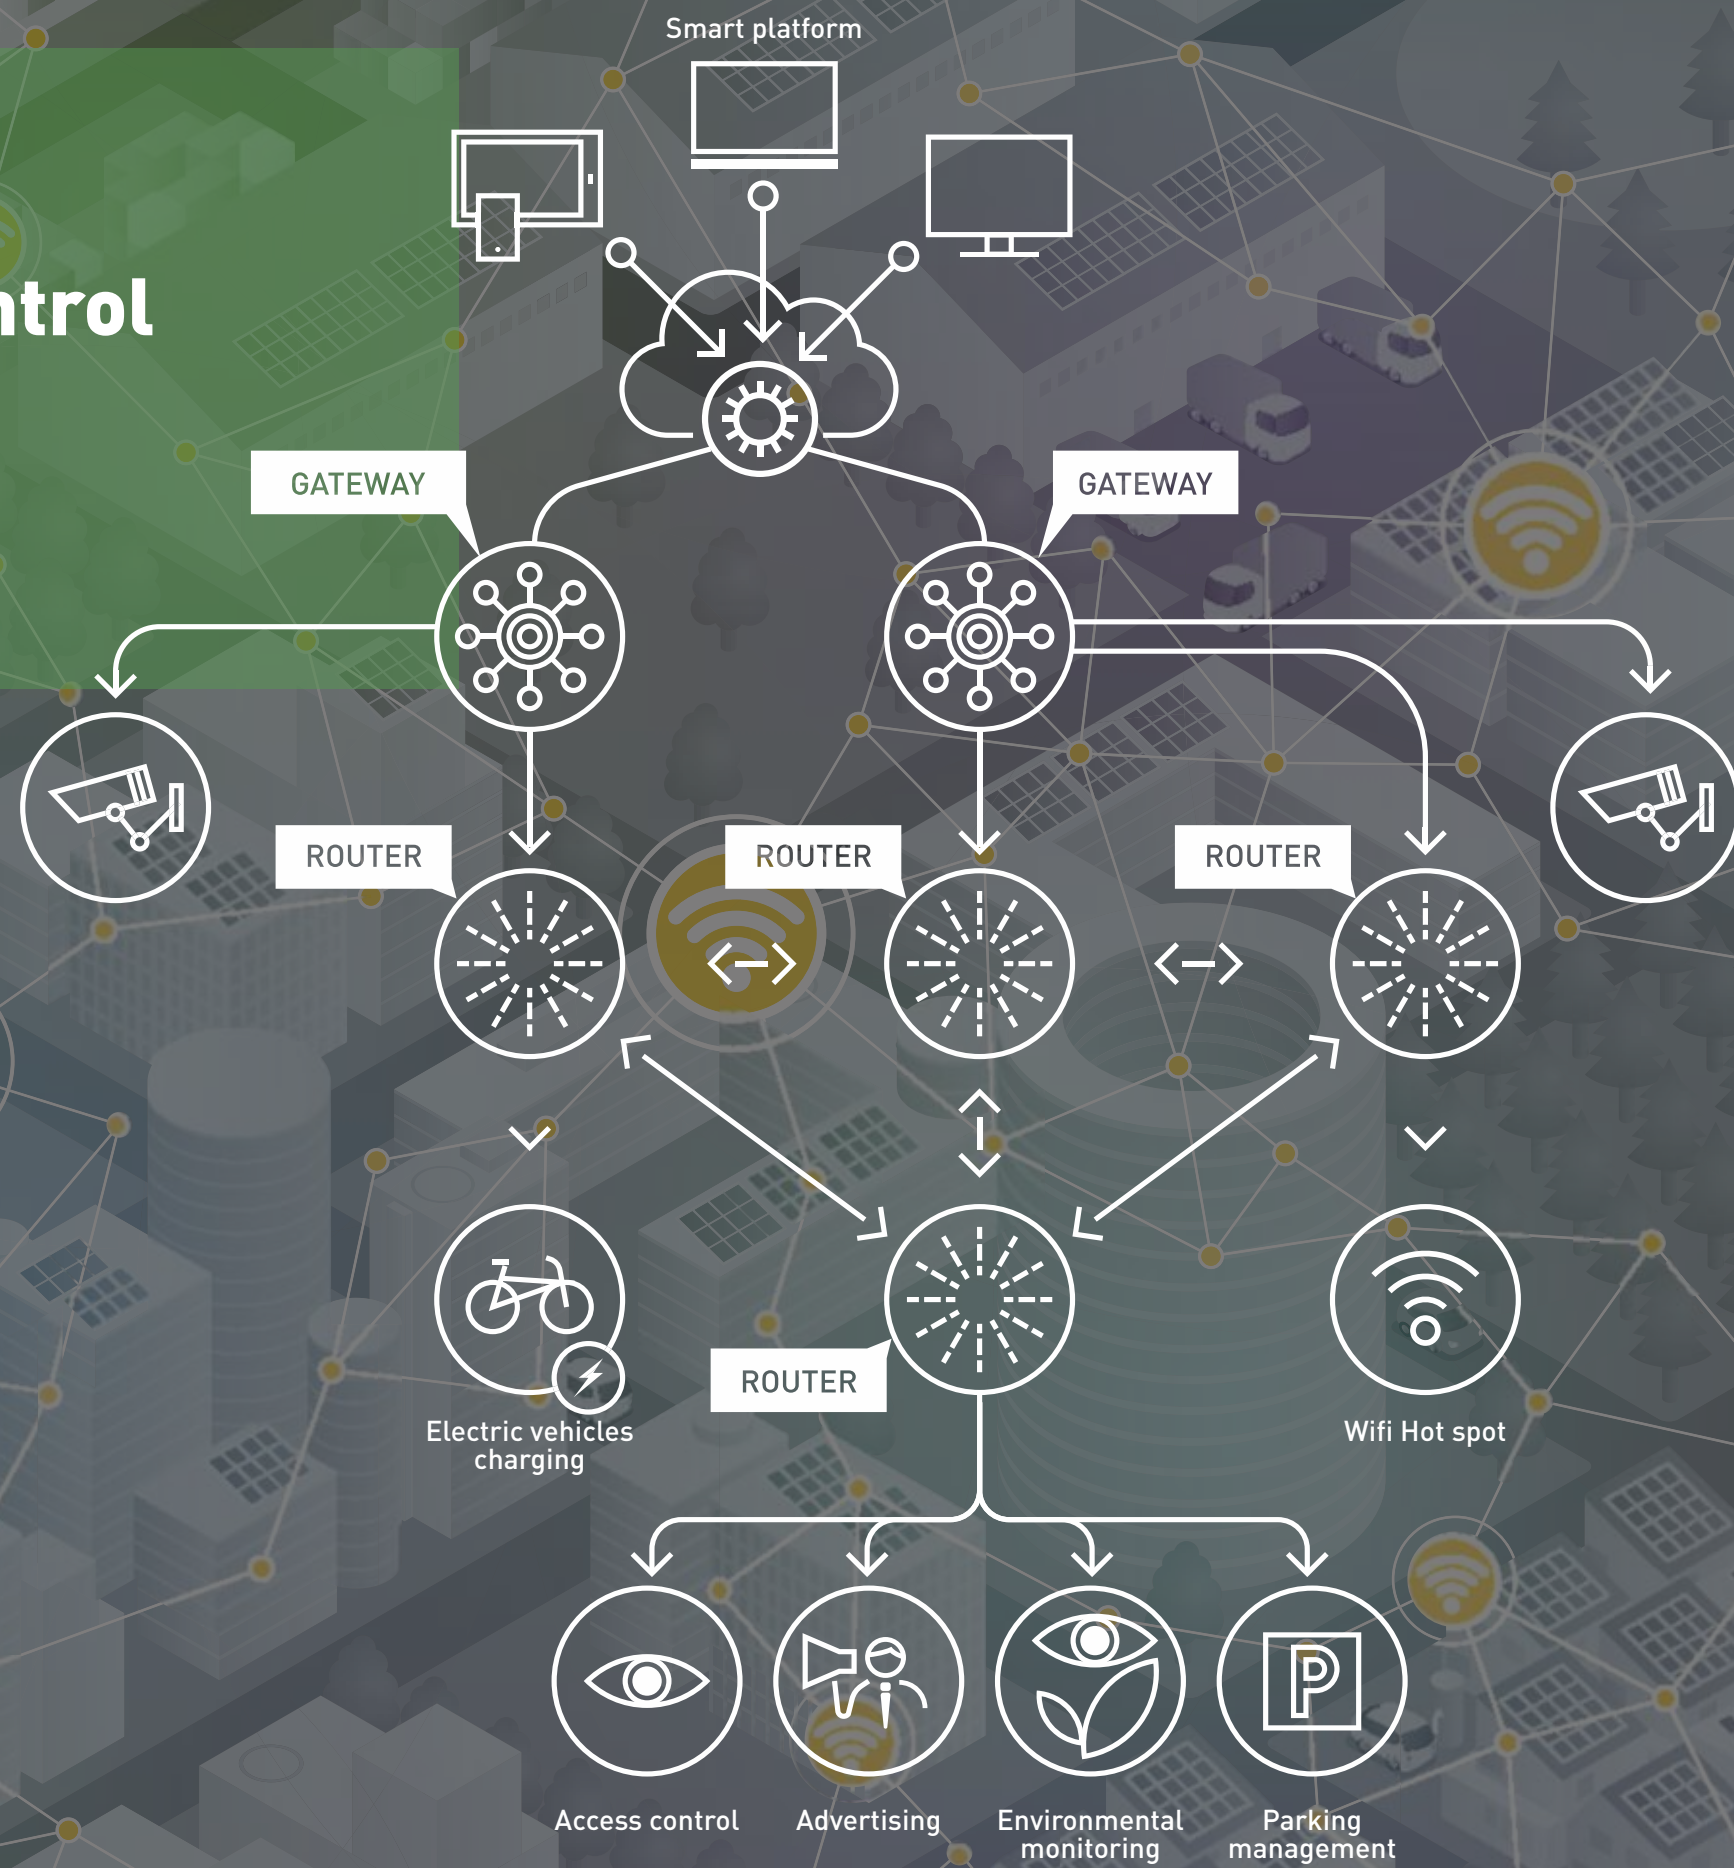 Smart platform
ntrol
GATEWAY
GATEWAY
ROUTER
ROUTER
ROUTER
ROUTER
Electric vehicles
charging
Wifi Hot spot
Access control
Advertising
Environmental
monitoring
Parking
management
P